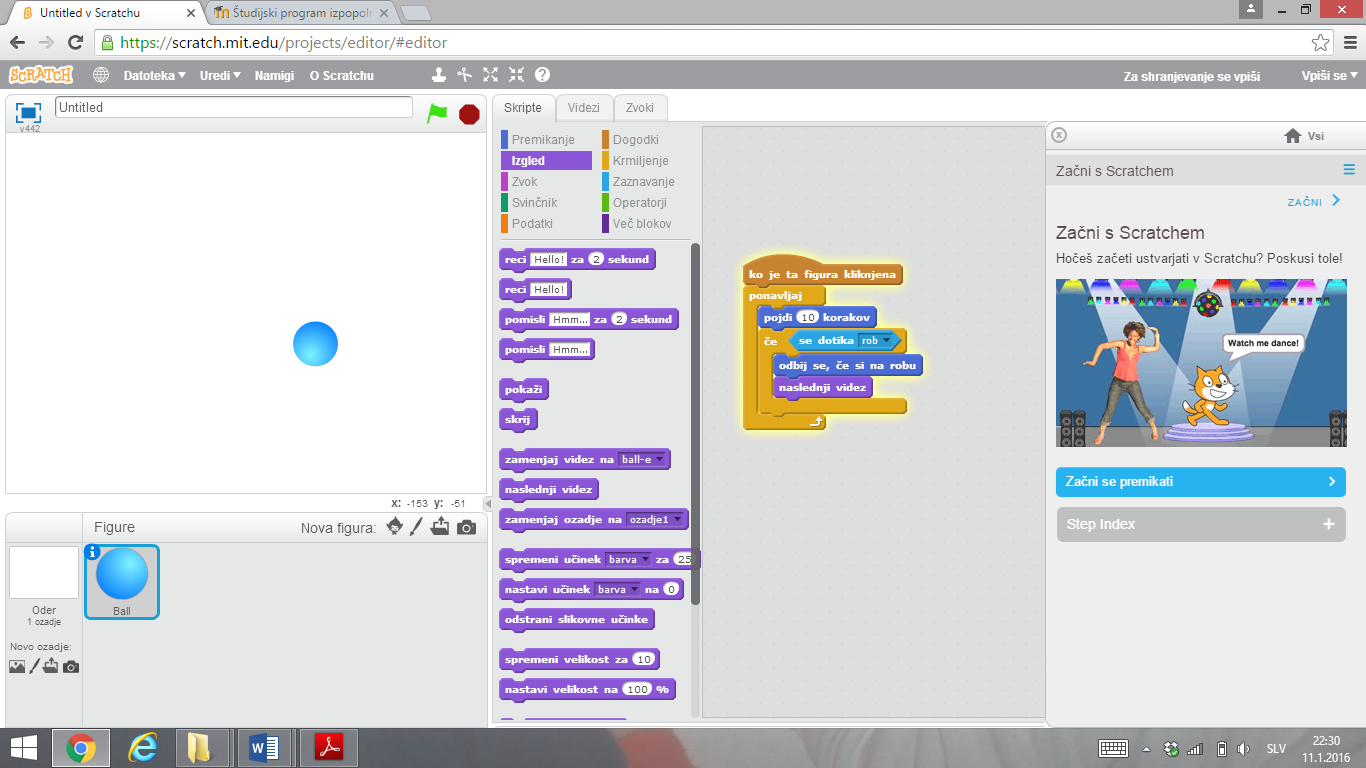 Untitled v Scratchu
Študijski program izpopoln
https://scratch.mit.edu/projects/editor/#editor
SCRATCH
Datoteka
Uredi
Namigi
O Scratchu
Za shranjevanje se vpiši
Vpiši se
v442
Untitled
x: -153 y: -51
Figure
Nova figura:
Oder
1 ozadje
Novo ozadje:
Ball
Skripte
Videzi
Zvoki
Premikanje
Dogodki
Izgled
Krmiljenje
Zvok
Zaznavanje
Svinčnik
Operatorji
Podatki
Več blokov
reci Hello! za 2 sekund
reci Hello!
pomisli Hmm... za 2 sekund
pomisli Hmm...
pokaži
skrij
zamenjaj videz na ball-e
naslednji videz
zamenjaj ozadje na ozadje1
spremeni učinek barva za 25
nastavi učinek barva na 0
odstrani slikovne učinke
spremeni velikost za 10
nastavi velikost na 100 %
ko je ta figura kliknjena
ponavljaj
pojdi 10 korakov
če se dotika rob
odbij se, če si na robu
naslednji videz
Vsi
Začni s Scratchem
ZAČNI
Začni s Scratchem
Hočeš začeti ustvarjati v Scratchu? Poskusi tole!
Watch me dance!
Začni se premikati
Step Index
SLV
22:30
11.1.2016